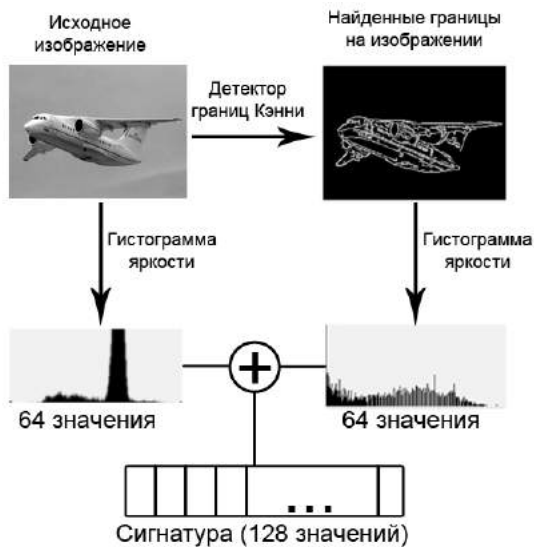 Исходное
изображение
Найденные границы
на изображении
Детектор
границ Кэнни
Гистограмма
яркости
Гистограмма
яркости
64 значения
64 значения
...
Сигнатура (128 значений)